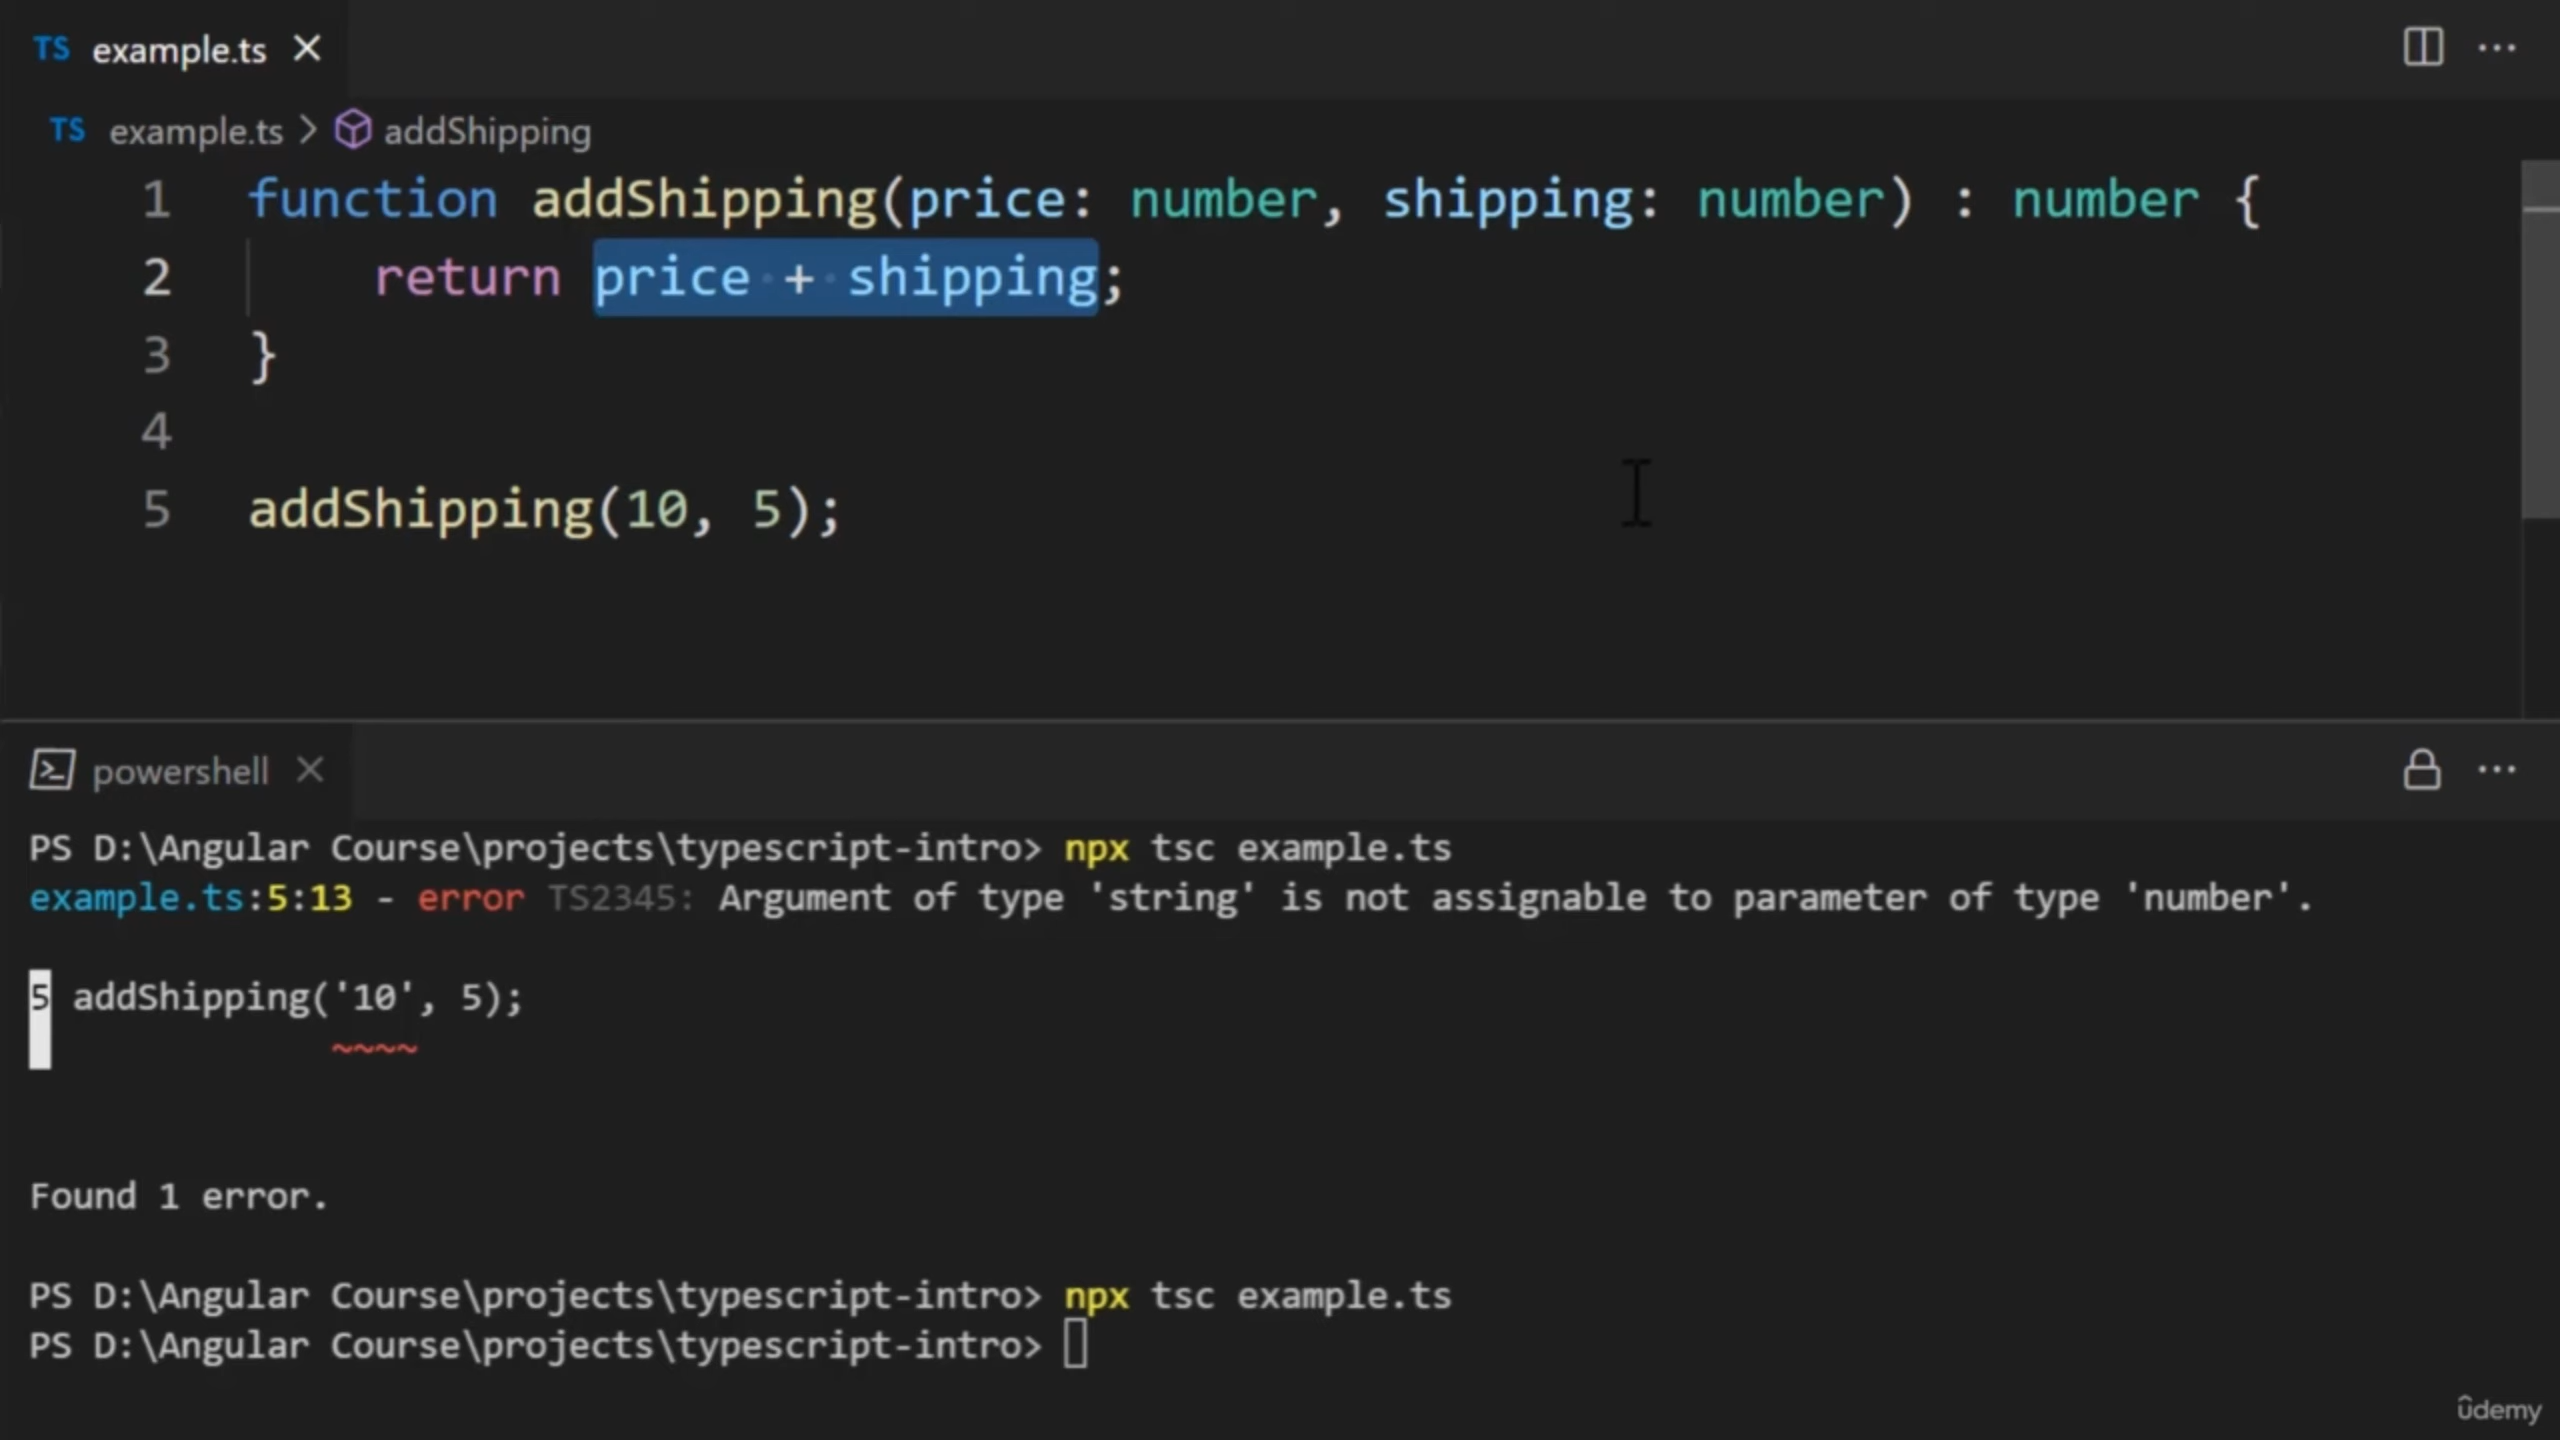 TS example.ts
TS example.ts > addShipping
1 function addShipping(price: number, shipping: number) : number {
2 return price + shipping;
3 }
4
5 addShipping(10, 5);
powershell
PS D:\Angular Course\projects\typescript-intro> npx tsc example.ts
example.ts:5:13 - error TS2345: Argument of type 'string' is not assignable to parameter of type 'number'.
5 addShipping('10', 5);
~~~~
Found 1 error.
PS D:\Angular Course\projects\typescript-intro> npx tsc example.ts
PS D:\Angular Course\projects\typescript-intro>
ûdemy